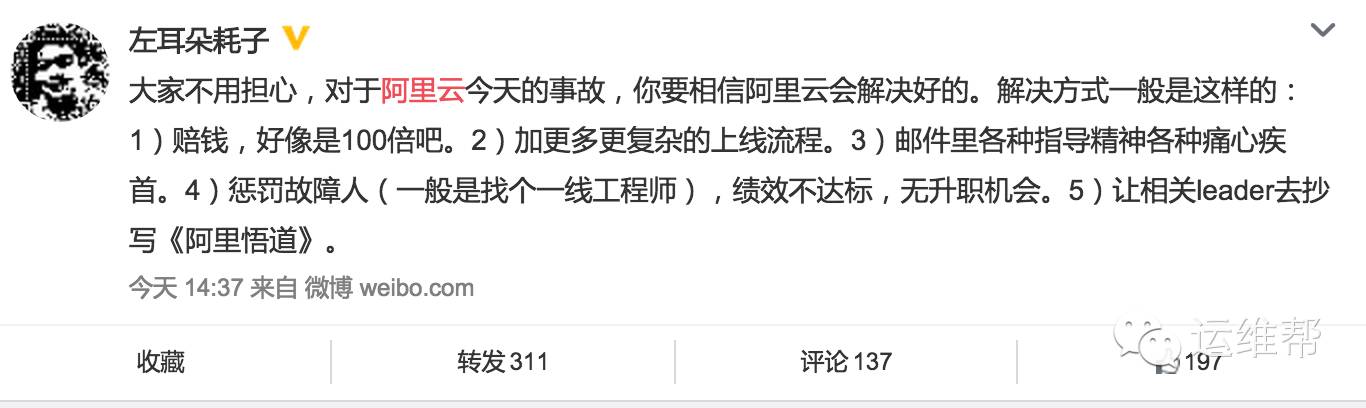 左耳朵耗子
大家不用担心，对于阿里云今天的事故，你要相信阿里云会解决好的。解决方式一般是这样的：
1）赔钱，好像是100倍吧。2）加更多更复杂的上线流程。3）邮件里各种指导精神各种痛心疾
首。4）惩罚故障人（一般是找个一线工程师），绩效不达标，无升职机会。5）让相关leader去抄
写《阿里悟道》。
今天 14:37 来自 微博 weibo.com
收藏 转发 311 评论 137 197
运维帮